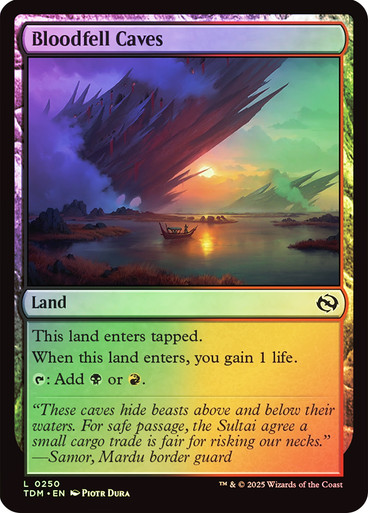 Bloodfell Caves
Land
This land enters tapped.
When this land enters, you gain 1 life.
: Add or .
“These caves hide beasts above and below their
waters. For safe passage, the Sultai agree a
small cargo trade is fair for risking our necks.”
—Samor, Mardu border guard
L 0250
TDM • EN Piotr Dura
™ & © 2025 Wizards of the Coast